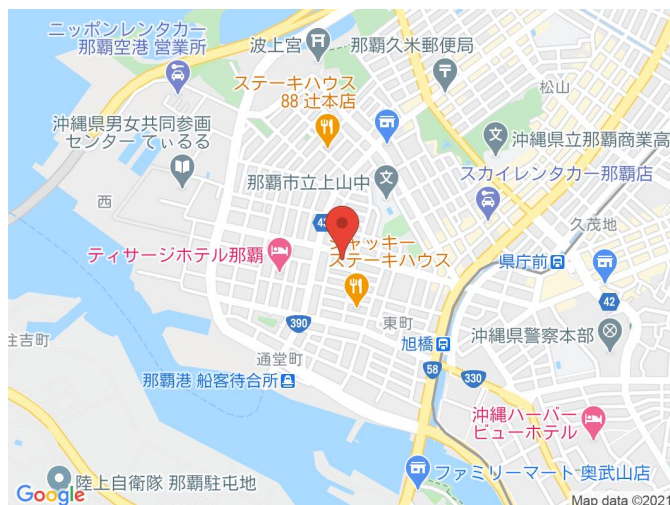 ニッポンレンタカー
那覇空港 営業所
波上宮
那覇久米郵便局
松山
ステーキハウス
88 辻本店
沖縄県男女共同参画
センター てぃるる
沖縄県立那覇商業高
那覇市立上山中
スカイレンタカー那覇店
西
43
久茂地
ティサージホテル那覇
ジャッキー
ステーキハウス
県庁前
42
390
東町
旭橋
沖縄県警察本部
住吉町
通堂町
58
330
那覇港 船客待合所
沖縄ハーバー
ビューホテル
ファミリーマート 奥武山店
陸上自衛隊 那覇駐屯地
Google
Map data ©2021